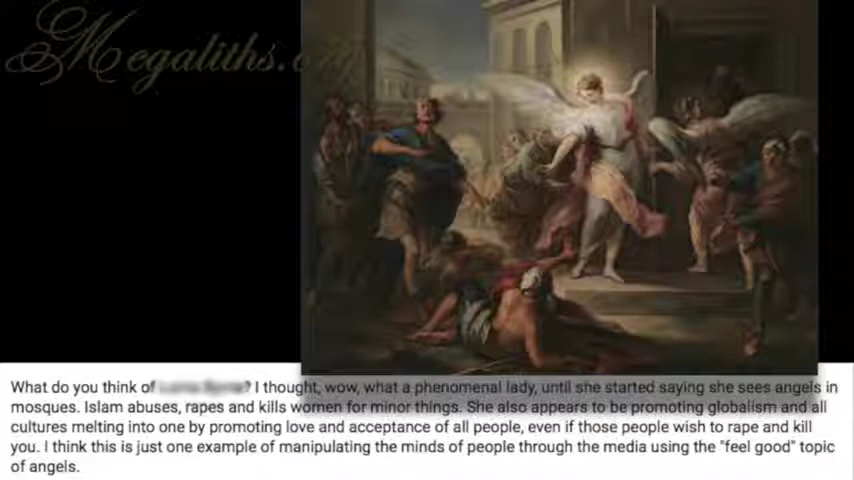 Megaliths.org
What do you think of ? I thought, wow, what a phenomenal lady, until she started saying she sees angels in
mosques. Islam abuses, rapes and kills women for minor things. She also appears to be promoting globalism and all
cultures melting into one by promoting love and acceptance of all people, even if those people wish to rape and kill
you. I think this is just one example of manipulating the minds of people through the media using the "feel good" topic
of angels.